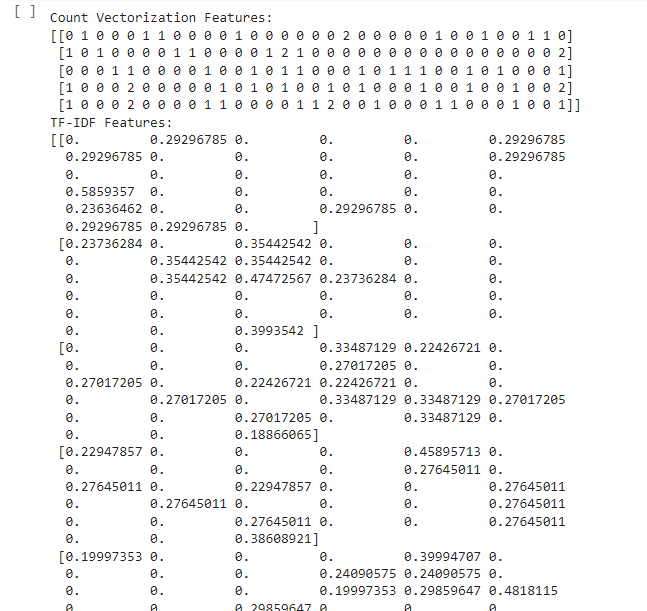 [ ]
Count Vectorization Features:
[[0 1 0 0 0 1 1 0 0 0 0 1 0 0 0 0 0 0 2 0 0 0 0 0 1 0 0 1 0 0 1 1 0]
[1 0 1 0 0 0 0 1 1 0 0 0 0 1 2 1 0 0 0 0 0 0 0 0 0 0 0 0 0 0 0 0 2]
[0 0 0 1 1 0 0 0 0 1 0 0 1 0 1 1 0 0 0 1 0 1 1 1 0 0 1 0 1 0 0 0 1]
[1 0 0 0 2 0 0 0 0 0 1 0 1 0 1 0 0 1 0 1 0 0 0 1 0 0 1 0 0 1 0 0 2]
[1 0 0 0 2 0 0 0 0 1 1 0 0 0 0 1 1 2 0 0 1 0 0 0 1 1 0 0 0 1 0 0 1]]
TF-IDF Features:
[[0. 0.29296785 0. 0. 0. 0.29296785
0.29296785 0. 0. 0. 0. 0.29296785
0. 0. 0. 0. 0. 0.
0.5859357 0. 0. 0. 0. 0.
0.23636462 0. 0. 0.29296785 0. 0.
0.29296785 0.29296785 0. ]
[0.23736284 0. 0.35442542 0. 0. 0.
0. 0.35442542 0.35442542 0. 0. 0.
0. 0.35442542 0.47472567 0.23736284 0. 0.
0. 0. 0. 0. 0. 0.
0. 0. 0. 0. 0. 0.
0. 0. 0.3993542 ]
[0. 0. 0. 0.33487129 0.22426721 0.
0. 0. 0. 0.27017205 0. 0.
0.27017205 0. 0.22426721 0.22426721 0. 0.
0. 0.27017205 0. 0.33487129 0.33487129 0.27017205
0. 0. 0.27017205 0. 0.33487129 0.
0. 0. 0.18866065]
[0.22947857 0. 0. 0. 0.45895713 0.
0. 0. 0. 0. 0.27645011 0.
0.27645011 0. 0.22947857 0. 0. 0.27645011
0. 0.27645011 0. 0. 0. 0.27645011
0. 0. 0.27645011 0. 0. 0.27645011
0. 0. 0.38608921]
[0.19997353 0. 0. 0. 0.39994707 0.
0. 0. 0. 0.24090575 0.24090575 0.
0. 0. 0. 0.19997353 0.29859647 0.4818115
0. 0. 0.29859647 0. 0. 0.